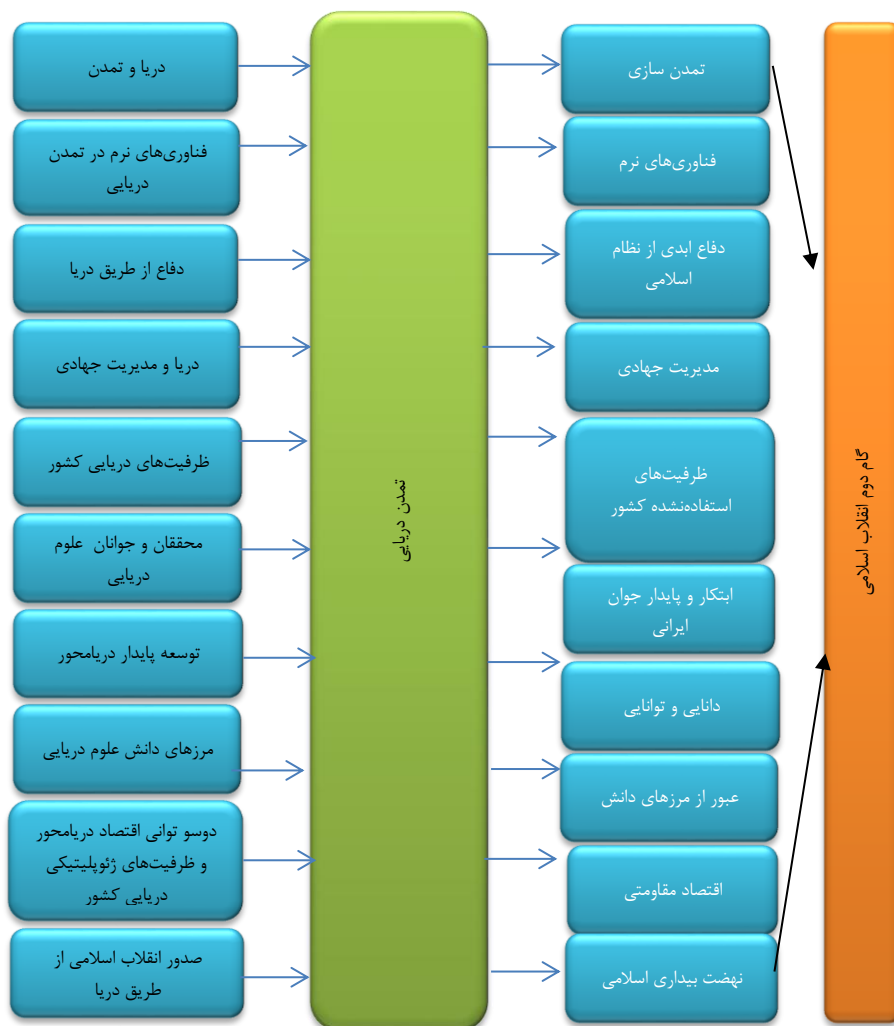 دریا و تمدن
فناوری‌های نرم در تمدن
دریایی
دفاع از طریق دریا
دریا و مدیریت جهادی
ظرفیت‌های دریایی کشور
محققان و جوانان علوم
دریایی
توسعه پایدار دریامحور
مرزهای دانش علوم دریایی
دوسو توانی اقتصاد دریامحور
و ظرفیت‌های ژئوپلیتیکی
دریایی کشور
صدور انقلاب اسلامی از
طریق دریا
تمدن دریایی
تمدن سازی
فناوری‌های نرم
دفاع ابدی از نظام
اسلامی
مدیریت جهادی
ظرفیت‌های
استفاده‌نشده کشور
ابتکار و پایدار جوان
ایرانی
دانایی و توانایی
عبور از مرزهای دانش
اقتصاد مقاومتی
نهضت بیداری اسلامی
گام دوم انقلاب اسلامی